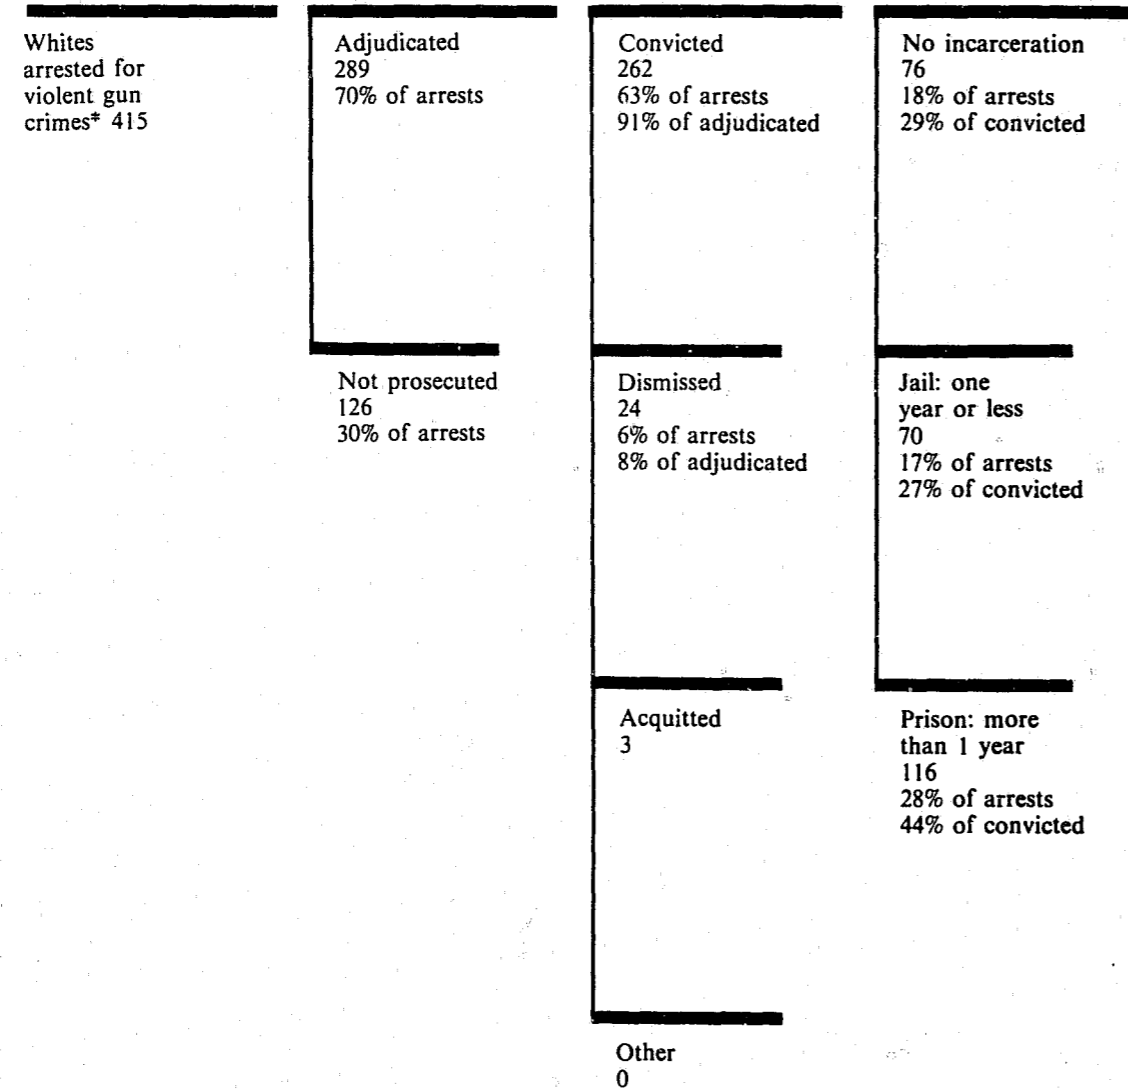 Whites
arrested for
violent gun
crimes* 415
Adjudicated
289
70% of arrests
Not prosecuted
126
30% of arrests
Convicted
262
63% of arrests
91% of adjudicated
Dismissed
24
6% of arrests
8% of adjudicated
Acquitted
3
Other
0
No incarceration
76
18% of arrests
29% of convicted
Jail: one
year or less
70
17% of arrests
27% of convicted
Prison: more
than 1 year
116
28% of arrests
44% of convicted